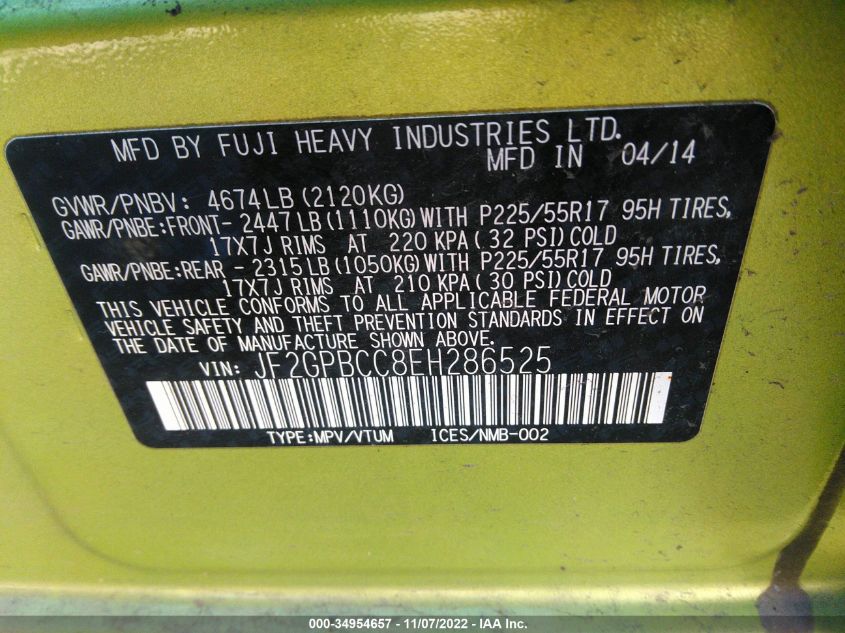 MFD BY FUJI HEAVY INDUSTRIES LTD.
MFD IN 04/14
GVWR/PNBV: 4674LB(2120KG)
GAWR/PNBE:FRONT-2447LB(1110KG)WITH P225/55R17 95H TIRES,
17X7J RIMS AT 220 KPA( 32 PSI)COLD
GAWR/PNBE:REAR -2315LB(1050KG)WITH P225/55R17 95H TIRES,
17X7J RIMS AT 210 KPA( 30 PSI)COLD
THIS VEHICLE CONFORMS TO ALL APPLICABLE FEDERAL MOTOR
VEHICLE SAFETY AND THEFT PREVENTION STANDARDS IN EFFECT ON
THE DATE OF MANUFACTURE SHOWN ABOVE.
VIN: JF2GPBCC8EH286525
TYPE:MPV/VTUM ICES/NMB-002
000-34954657 - 11/07/2022 - IAA Inc.